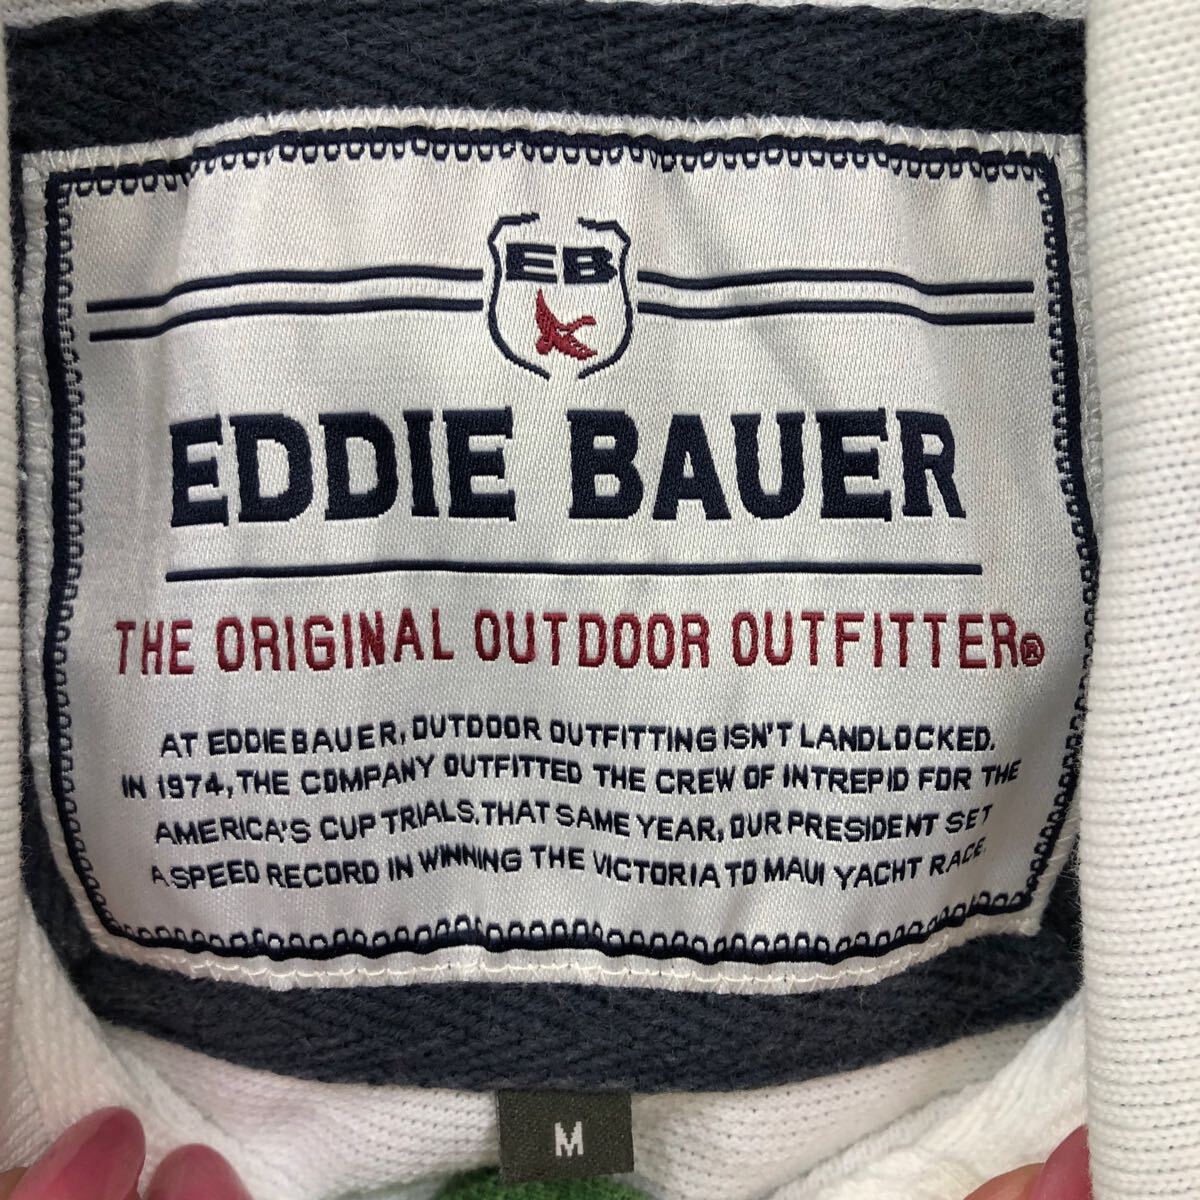 EB
EDDIE BAUER
THE ORIGINAL OUTDOOR OUTFITTER®
AT EDDIE BAUER, OUTDOOR OUTFITTING ISN'T LANDLOCKED.
IN 1974, THE COMPANY OUTFITTED THE CREW OF INTREPID FOR THE
AMERICA'S CUP TRIALS. THAT SAME YEAR, OUR PRESIDENT SET
A SPEED RECORD IN WINNING THE VICTORIA TO MAUI YACHT RACE.
M